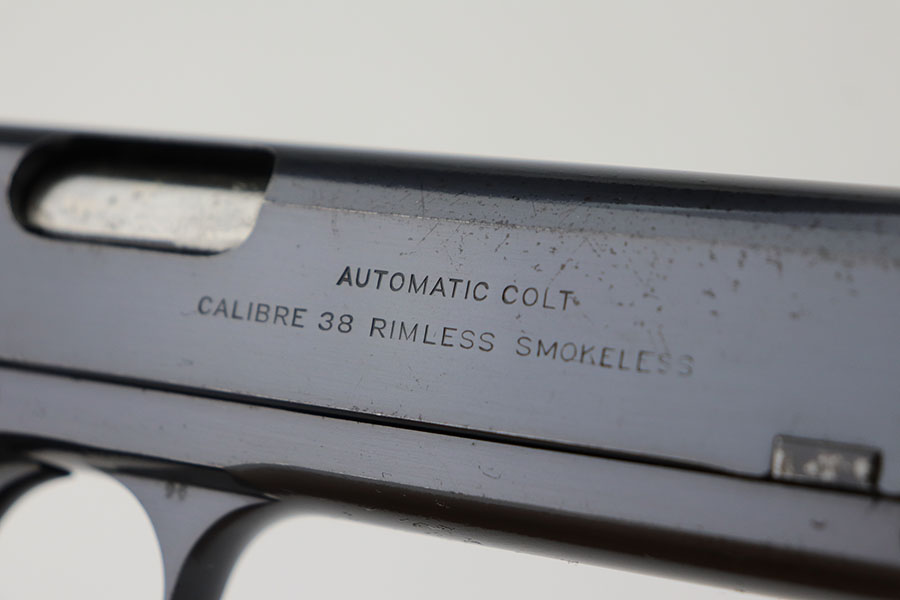 AUTOMATIC COLT
CALIBRE 38 RIMLESS SMOKELESS